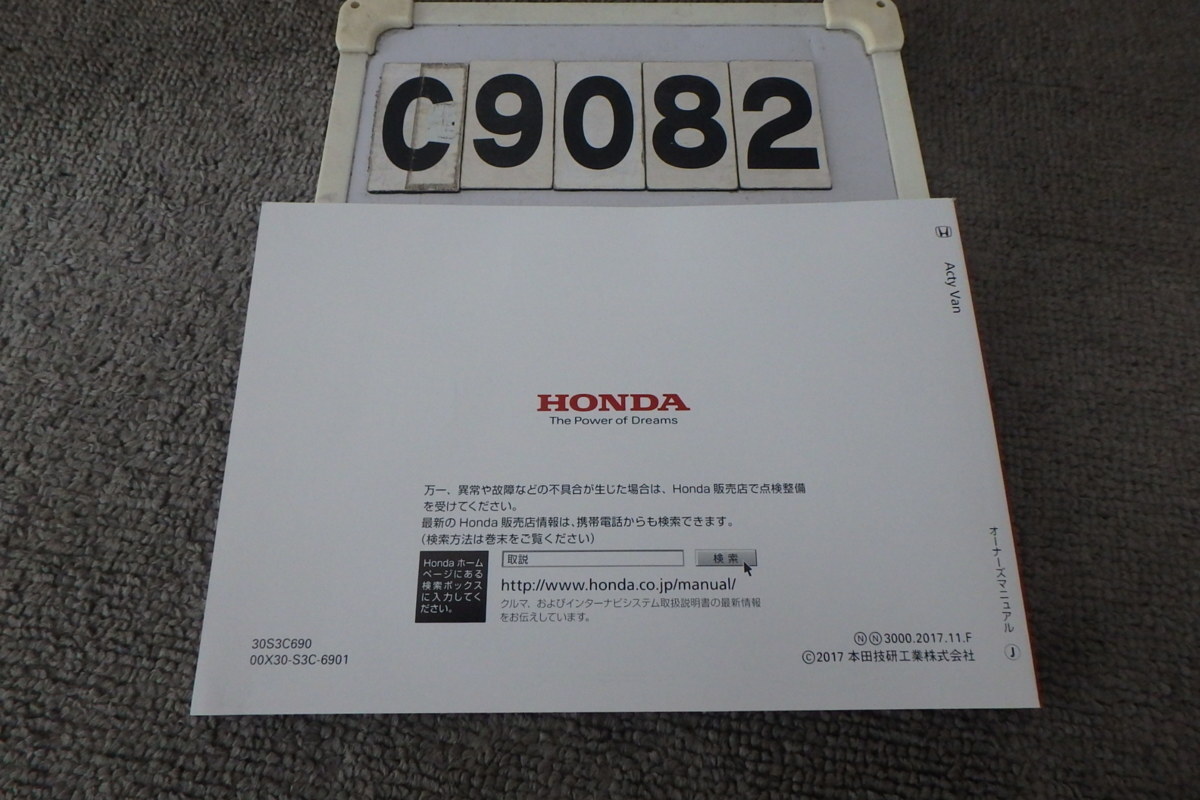 C9082
Acty Van
HONDA
The Power of Dreams
万一、異常や故障などの不具合が生じた場合は、Honda 販売店で点検整備
を受けてください。
最新の Honda 販売店情報は、携帯電話からも検索できます。
（検索方法は巻末をご覧ください）
Honda ホーム
ページにある
検索ボックス
に入力してく
ださい。
取説
検 索
http://www.honda.co.jp/manual/
クルマ、およびインターナビシステム取扱説明書の最新情報
をお伝えしています。
オーナーズマニュアル
Ⓙ
30S3C690
00X30-S3C-6901
ⓃⓃ3000.2017.11.F
©2017 本田技研工業株式会社